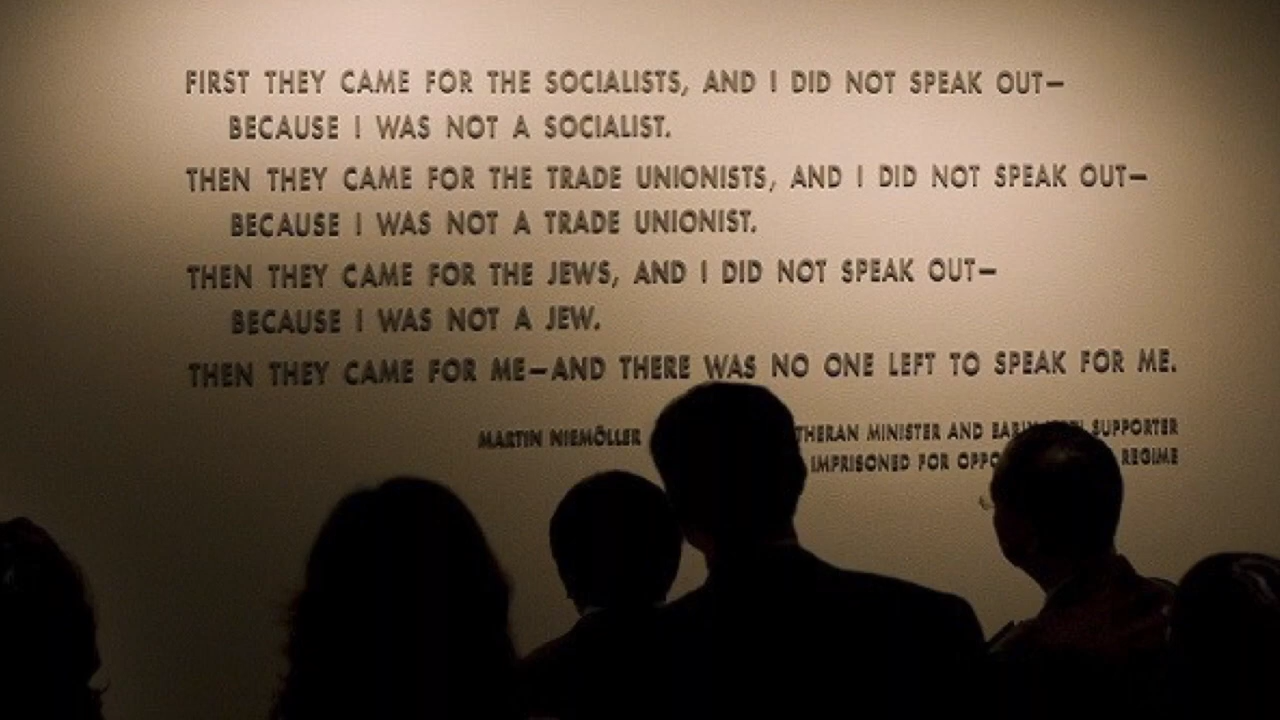 FIRST THEY CAME FOR THE SOCIALISTS, AND I DID NOT SPEAK OUT—
BECAUSE I WAS NOT A SOCIALIST.
THEN THEY CAME FOR THE TRADE UNIONISTS, AND I DID NOT SPEAK OUT—
BECAUSE I WAS NOT A TRADE UNIONIST.
THEN THEY CAME FOR THE JEWS, AND I DID NOT SPEAK OUT—
BECAUSE I WAS NOT A JEW.
THEN THEY CAME FOR ME—AND THERE WAS NO ONE LEFT TO SPEAK FOR ME.
MARTIN NIEMÖLLER MINISTER AND SUPPORTER
IMPRISONED FOR REGIME